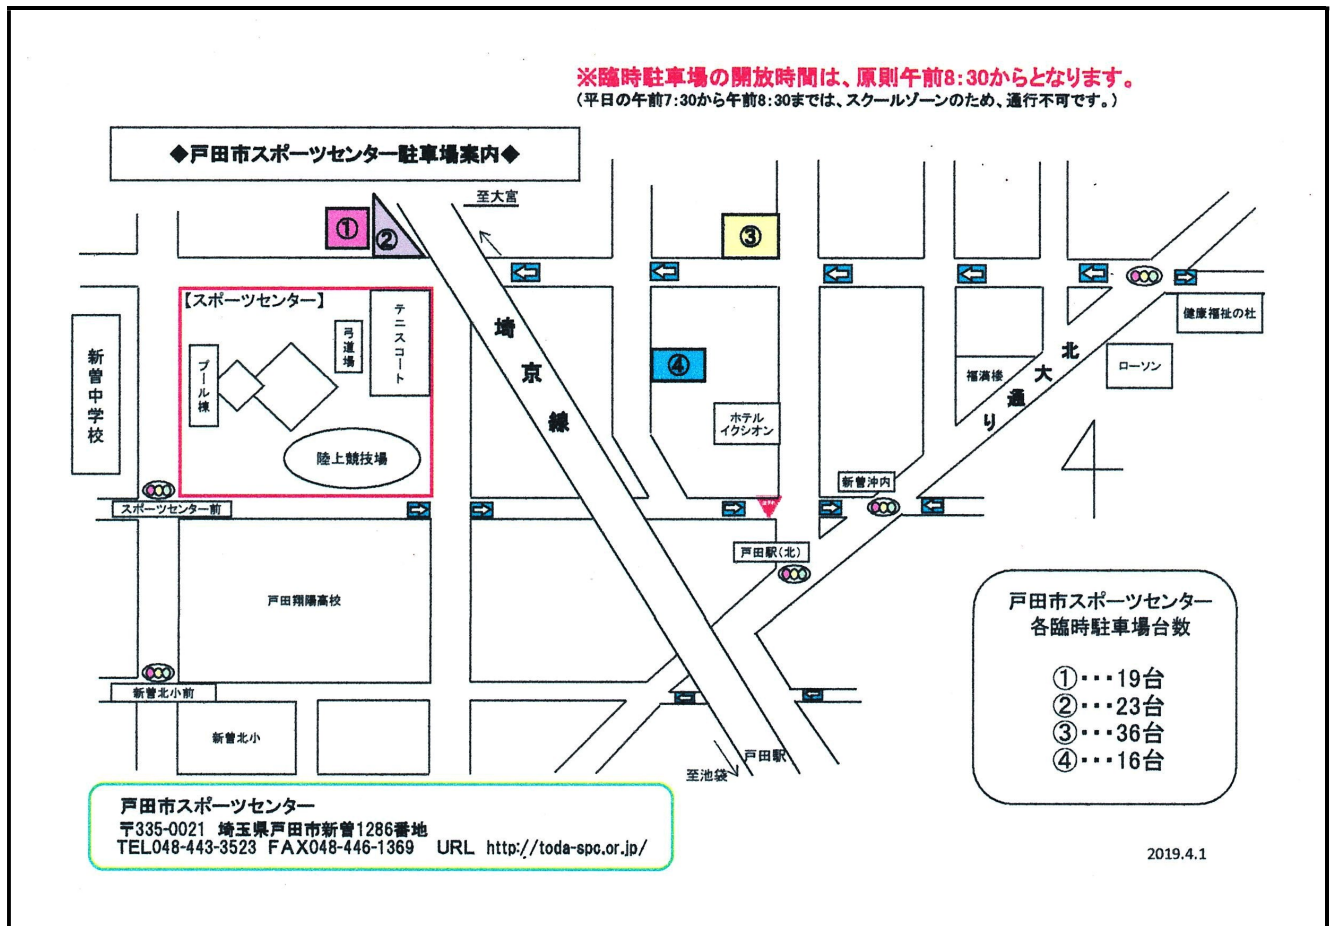 ※臨時駐車場の開放時間は、原則午前8:30からとなります。
(平日の午前7:30から午前8:30までは、スクールゾーンのため、通行不可です。)
◆戸田市スポーツセンター駐車場案内◆
至大宮
①
②
③
【スポーツセンター】
テニスコート
弓道場
プール棟
陸上競技場
新曽中学校
埼京線
④
ホテル
イクシオン
福満楼
北大通り
健康福祉の杜
ローソン
スポーツセンター前
新曽沖内
戸田駅(北)
戸田翔陽高校
新曽北小前
新曽北小
戸田駅
至池袋
戸田市スポーツセンター
各臨時駐車場台数
①・・・19台
②・・・23台
③・・・36台
④・・・16台
戸田市スポーツセンター
〒335-0021 埼玉県戸田市新曽1286番地
TEL048-443-3523 FAX048-446-1369 URL http://toda-spc.or.jp/
2019.4.1